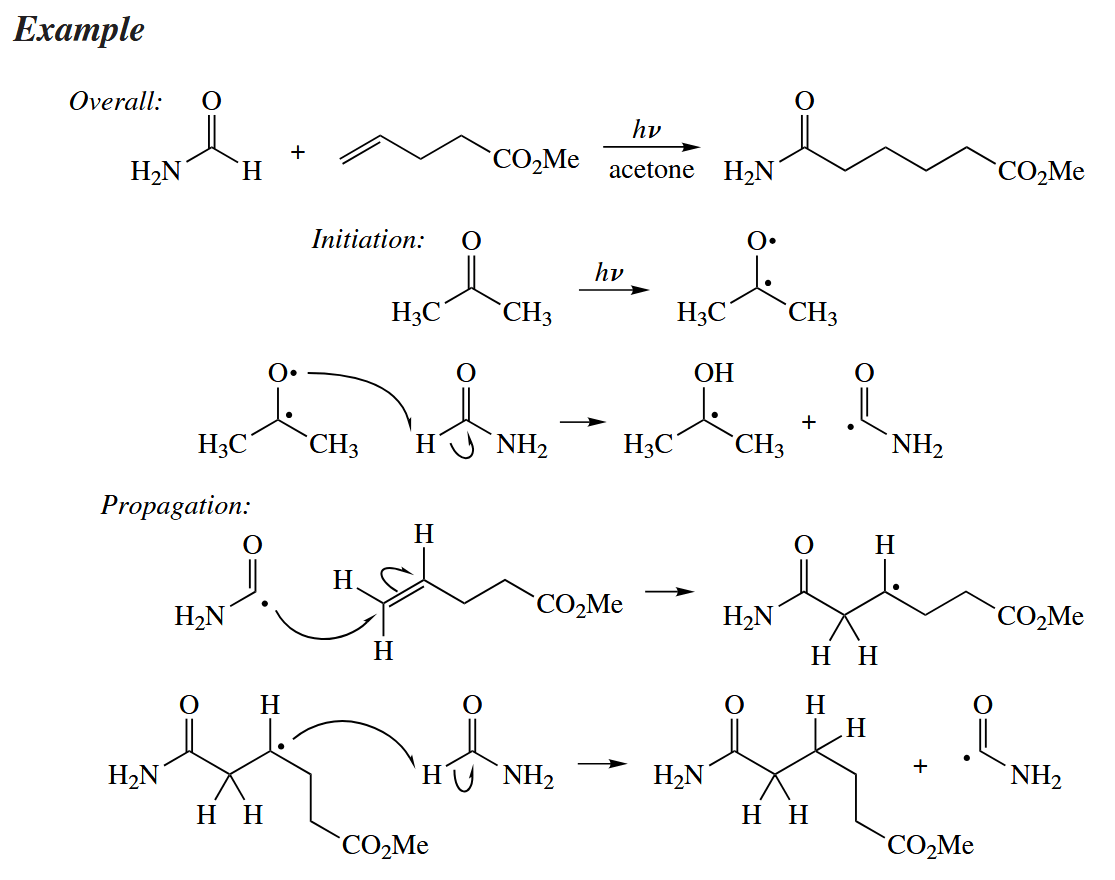 Example
Overall: O O
H₂N H + CO₂Me hν acetone H₂N CO₂Me
Initiation: O O•
H₃C CH₃ hν H₃C • CH₃
O• O OH O
H₃C • CH₃ H NH₂ H₃C • CH₃ + • NH₂
Propagation:
O H O H
H₂N • H H CO₂Me H₂N • CO₂Me
H H
O H O O H H O
H₂N • H NH₂ H₂N + • NH₂
H H H H
CO₂Me CO₂Me